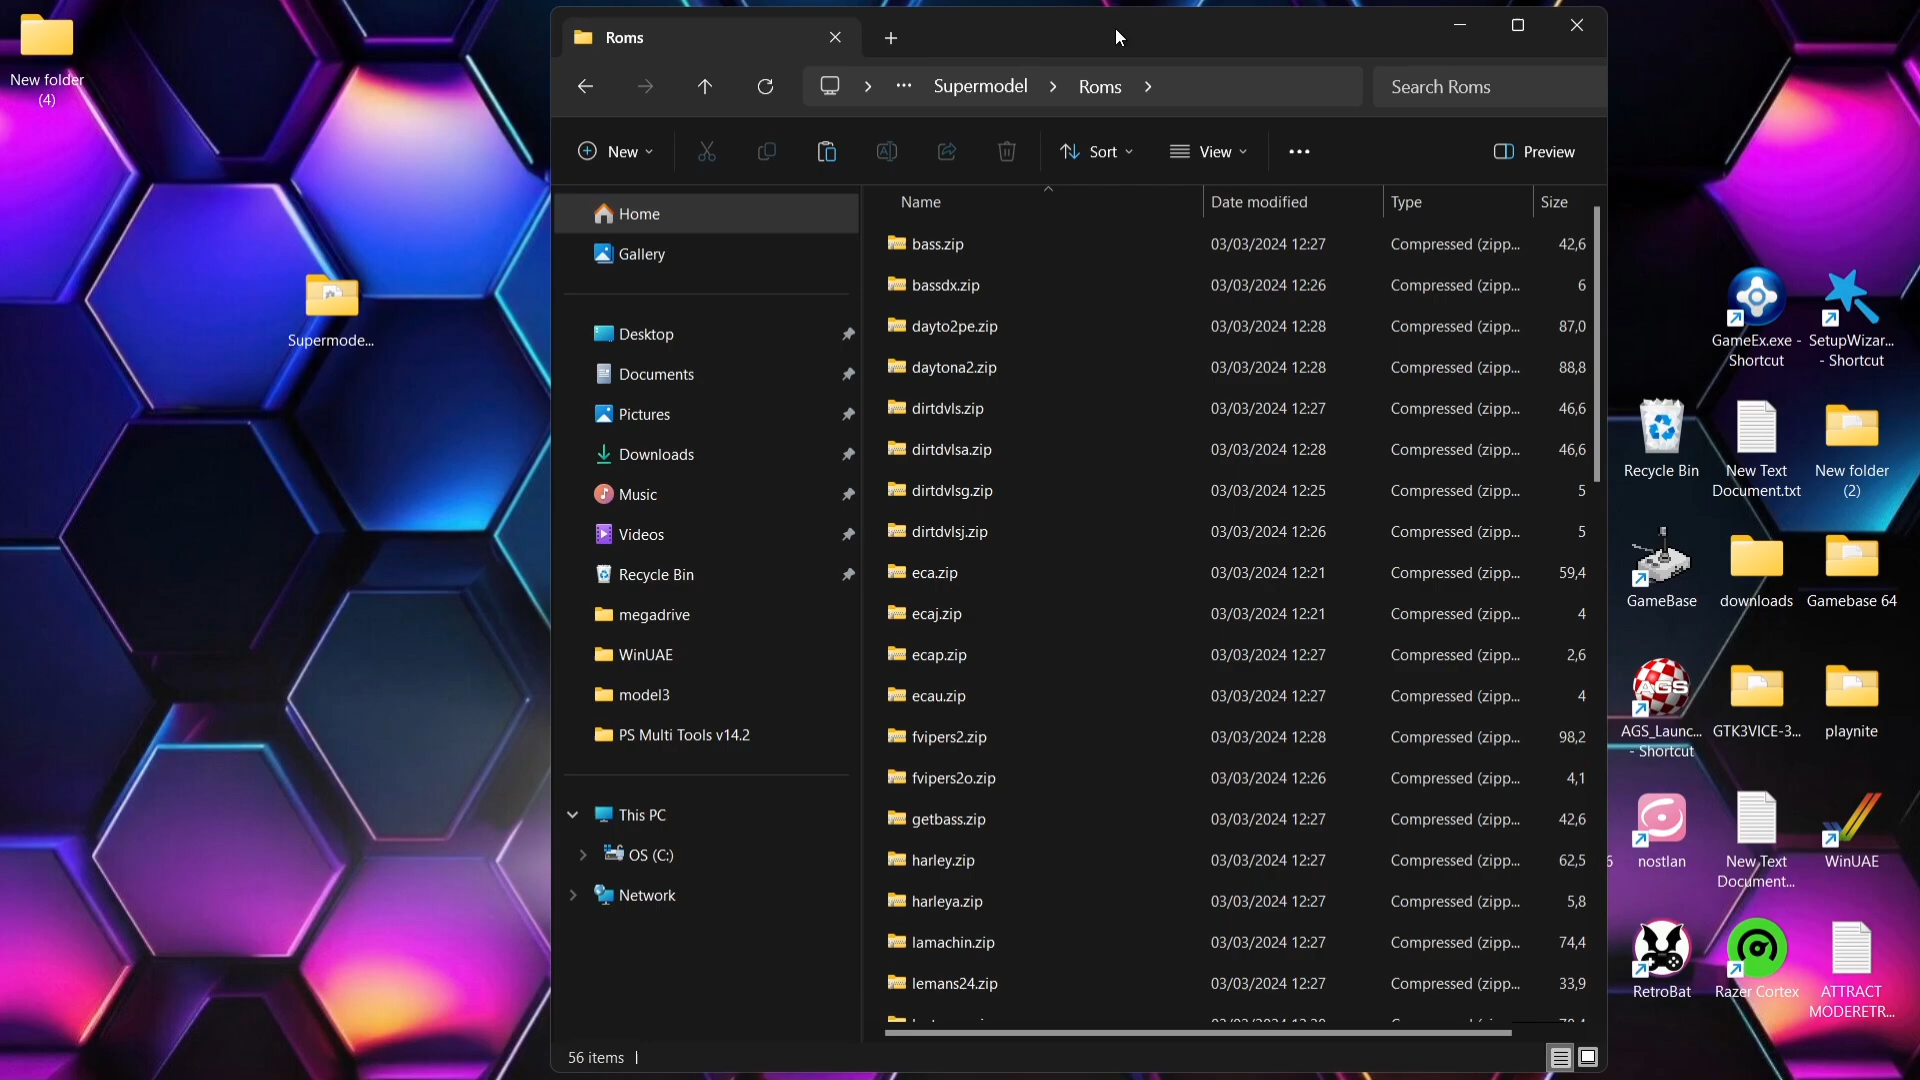 New folder
(4)
Supermode...
Roms
Supermodel
Roms
Search Roms
New
Sort
View
Preview
Name Date modified Type Size
Home
Gallery
Desktop
Documents
Pictures
Downloads
Music
Videos
Recycle Bin
megadrive
WinUAE
model3
PS Multi Tools v14.2
This PC
OS (C:)
Network
bass.zip 03/03/2024 12:27 Compressed (zipp... 42,6
bassdx.zip 03/03/2024 12:26 Compressed (zipp... 6
dayto2pe.zip 03/03/2024 12:28 Compressed (zipp... 87,0
daytona2.zip 03/03/2024 12:28 Compressed (zipp... 88,8
dirtdvls.zip 03/03/2024 12:27 Compressed (zipp... 46,6
dirtdvlsa.zip 03/03/2024 12:28 Compressed (zipp... 46,6
dirtdvlsg.zip 03/03/2024 12:25 Compressed (zipp... 5
dirtdvlsj.zip 03/03/2024 12:26 Compressed (zipp... 5
eca.zip 03/03/2024 12:21 Compressed (zipp... 59,4
ecaj.zip 03/03/2024 12:21 Compressed (zipp... 4
ecap.zip 03/03/2024 12:27 Compressed (zipp... 2,6
ecau.zip 03/03/2024 12:27 Compressed (zipp... 4
fvipers2.zip 03/03/2024 12:28 Compressed (zipp... 98,2
fvipers2o.zip 03/03/2024 12:26 Compressed (zipp... 4,1
getbass.zip 03/03/2024 12:27 Compressed (zipp... 42,6
harley.zip 03/03/2024 12:27 Compressed (zipp... 62,5
harleya.zip 03/03/2024 12:27 Compressed (zipp... 5,8
lamachin.zip 03/03/2024 12:27 Compressed (zipp... 74,4
lemans24.zip 03/03/2024 12:27 Compressed (zipp... 33,9
56 items
GameEx.exe -
Shortcut
SetupWizar...
- Shortcut
Recycle Bin
New Text
Document.txt
New folder
(2)
GameBase
downloads
Gamebase 64
AGS
AGS_Launc...
- Shortcut
GTK3VICE-3...
playnite
nostlan
New Text
Document...
WinUAE
RetroBat
Razer Cortex
ATTRACT
MODERETR...